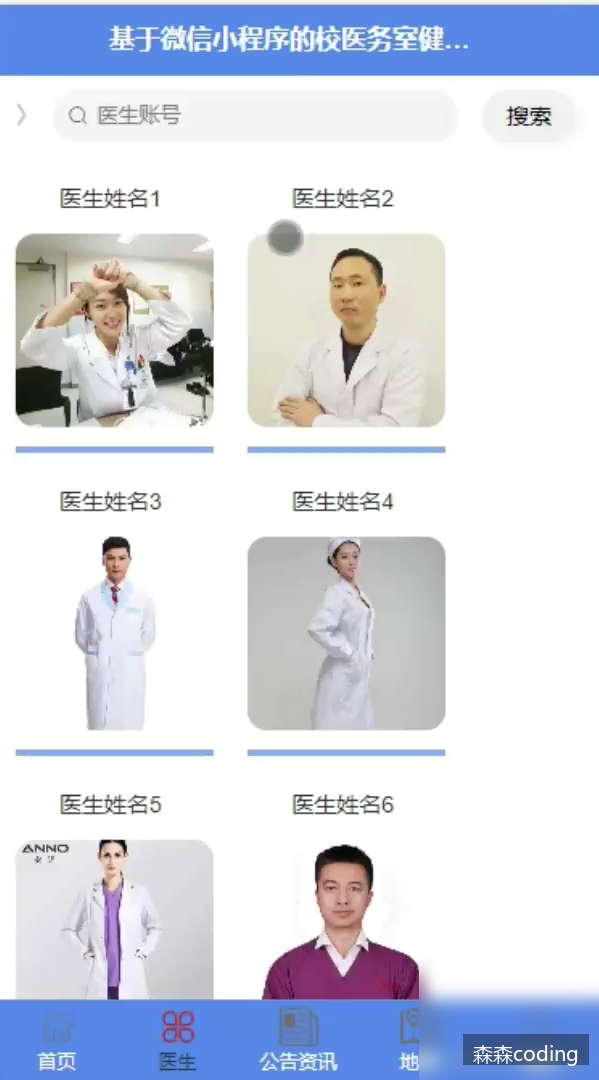 基于微信小程序的校医务室健...
医生账号
搜索
医生姓名1
医生姓名2
医生姓名3
医生姓名4
医生姓名5
医生姓名6
ANNO
首页
医生
公告资讯
地
森森coding